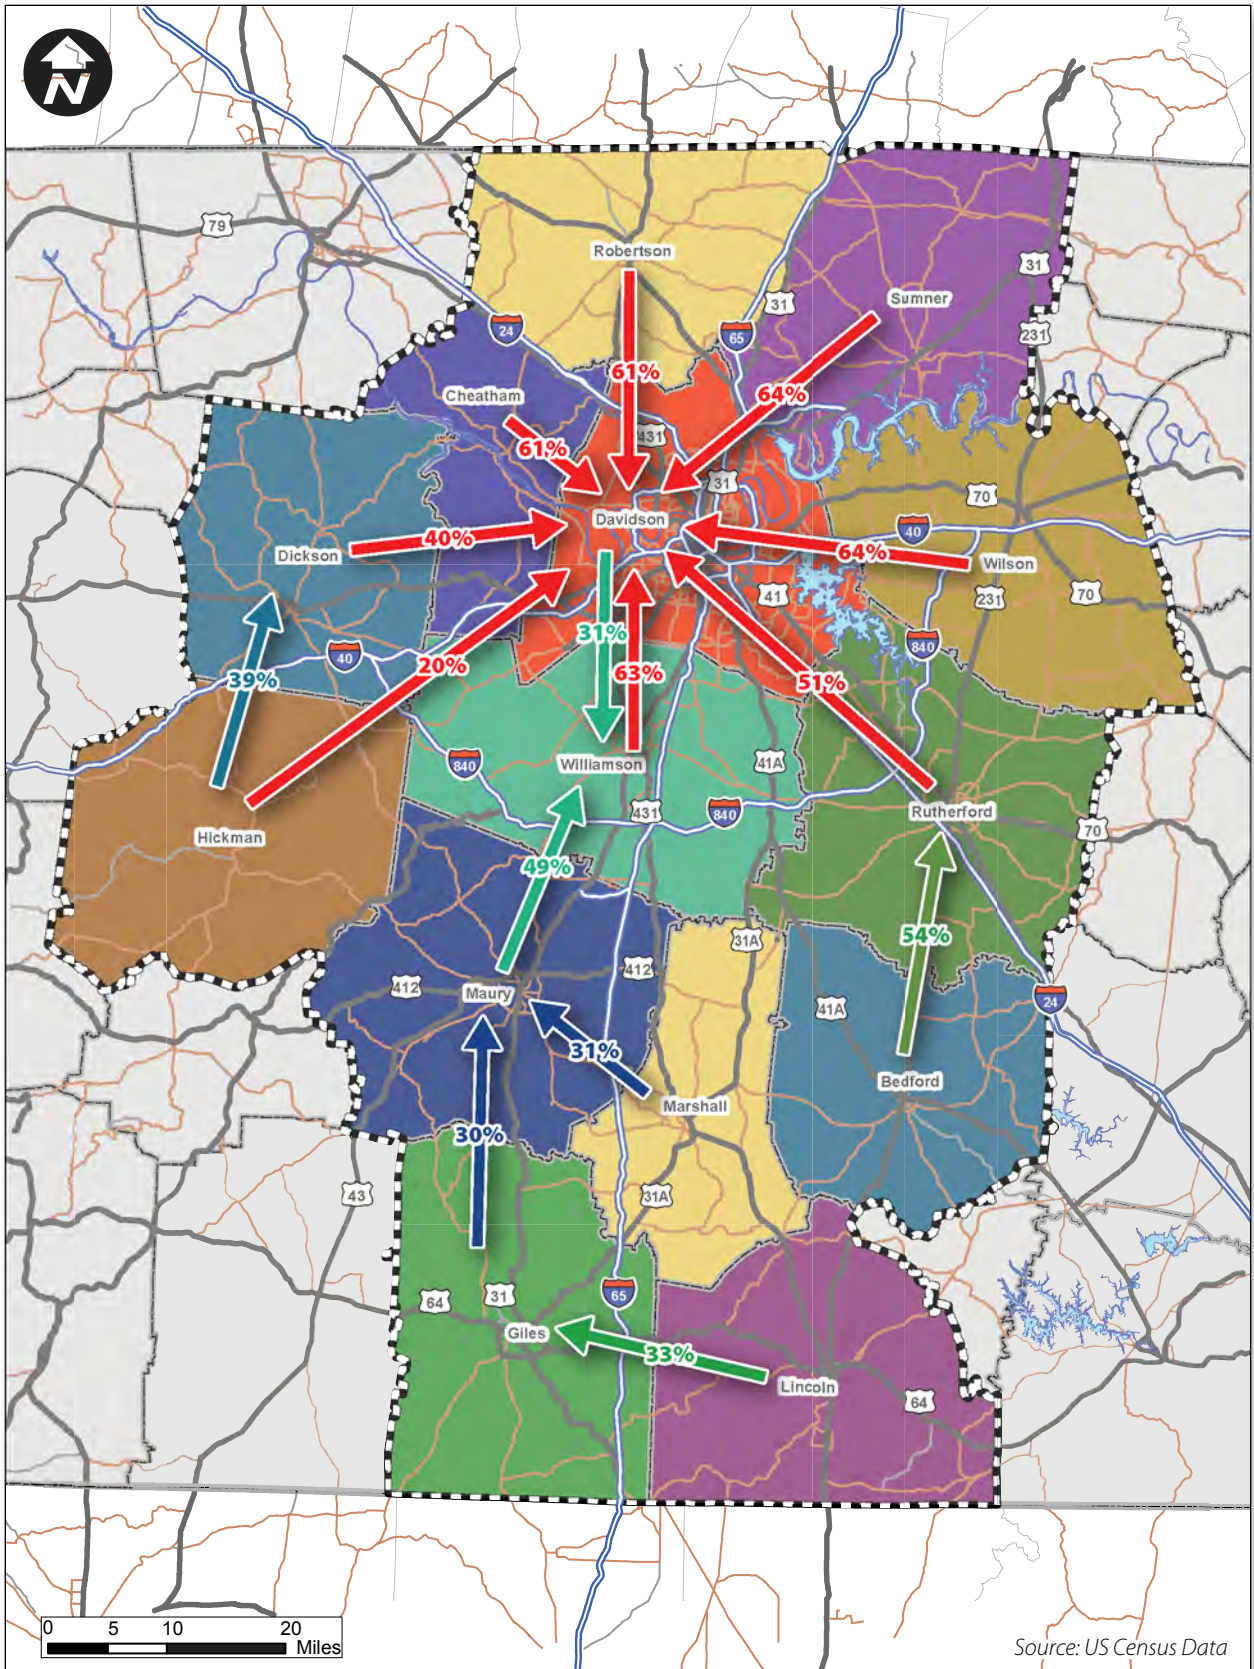 N
79
Robertson
31
Sumner
24
31
65
231
61%
Cheatham
64%
431
61%
31
70
Davidson
40
40%
64%
Dickson
Wilson
41
231
70
31%
840
40
20%
63%
51%
39%
Williamson
840
41A
431
840
Rutherford
Hickman
70
49%
54%
31A
412
412
Maury
24
41A
31%
Bedford
Marshall
30%
43
31A
64
31
65
Giles
33%
Lincoln
64
0 5 10 20
Miles
Source: US Census Data